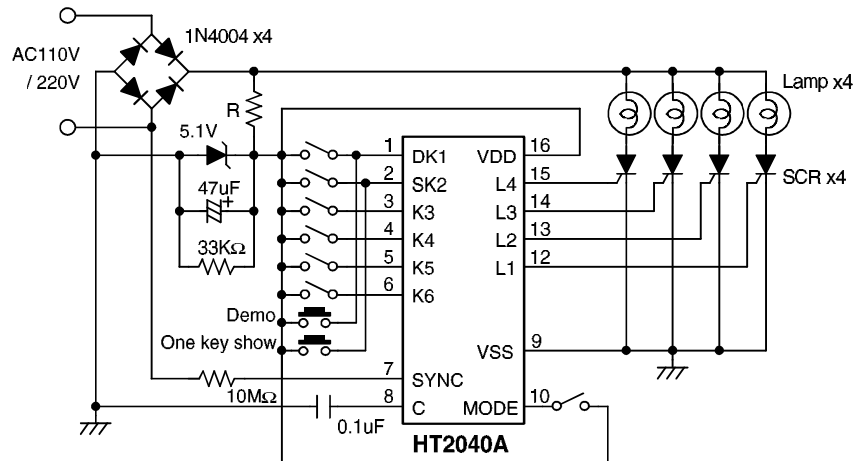 1N4004 x4
AC110V
/ 220V
R
Lamp x4
5.1V
1 DK1 VDD 16
2 SK2 L4 15
SCR x4
47uF
+
3 K3 L3 14
4 K4 L2 13
33KΩ
5 K5 L1 12
6 K6
Demo
One key show
VSS 9
7 SYNC
10MΩ
8 C MODE 10
0.1uF
HT2040A